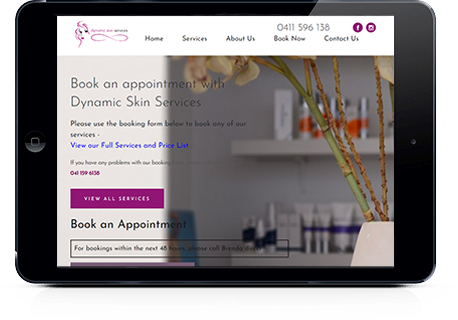 dynamic skin services
0411 596 138
Home Services About Us Book Now Contact Us
Book an appointment with
Dynamic Skin Services
Please use the booking form below to book any of our
services -
View our Full Services and Price List
If you have any problems with our booking
041 159 6138
VIEW ALL SERVICES
Book an Appointment
For bookings within the next 48 hours, please call Brenda direct